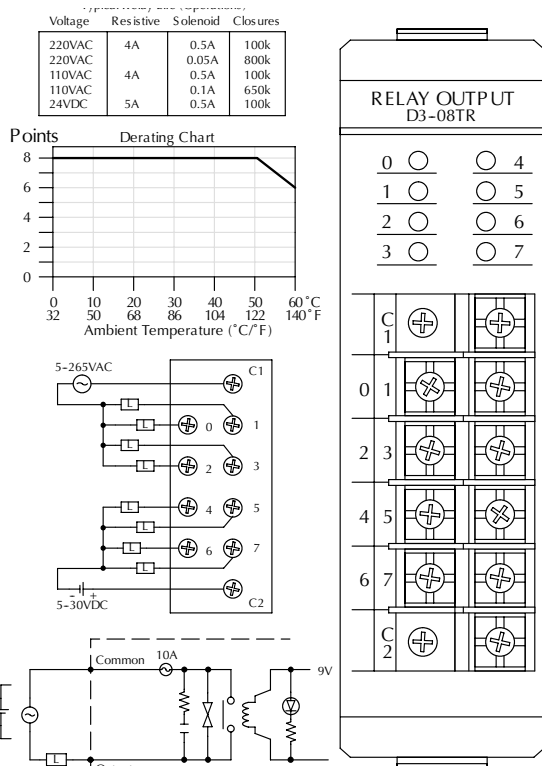 Voltage Resistive Solenoid Closures
220VAC 4A 0.5A 100k
220VAC 0.05A 800k
110VAC 4A 0.5A 100k
110VAC 0.1A 650k
24VDC 5A 0.5A 100k
Points
Derating Chart
8
6
4
2
0
0 10 20 30 40 50 60˚C
32 50 68 86 104 122 140˚F
Ambient Temperature (˚C/˚F)
5-265VAC
C1
L
L 0 1
L
L 2 3
L 4 5
L
L 6 7
L
- +
5-30VDC
C2
Common 10A
9V
L
RELAY OUTPUT
D3-08TR
0 4
1 5
2 6
3 7
C
1
0 1
2 3
4 5
6 7
C
2